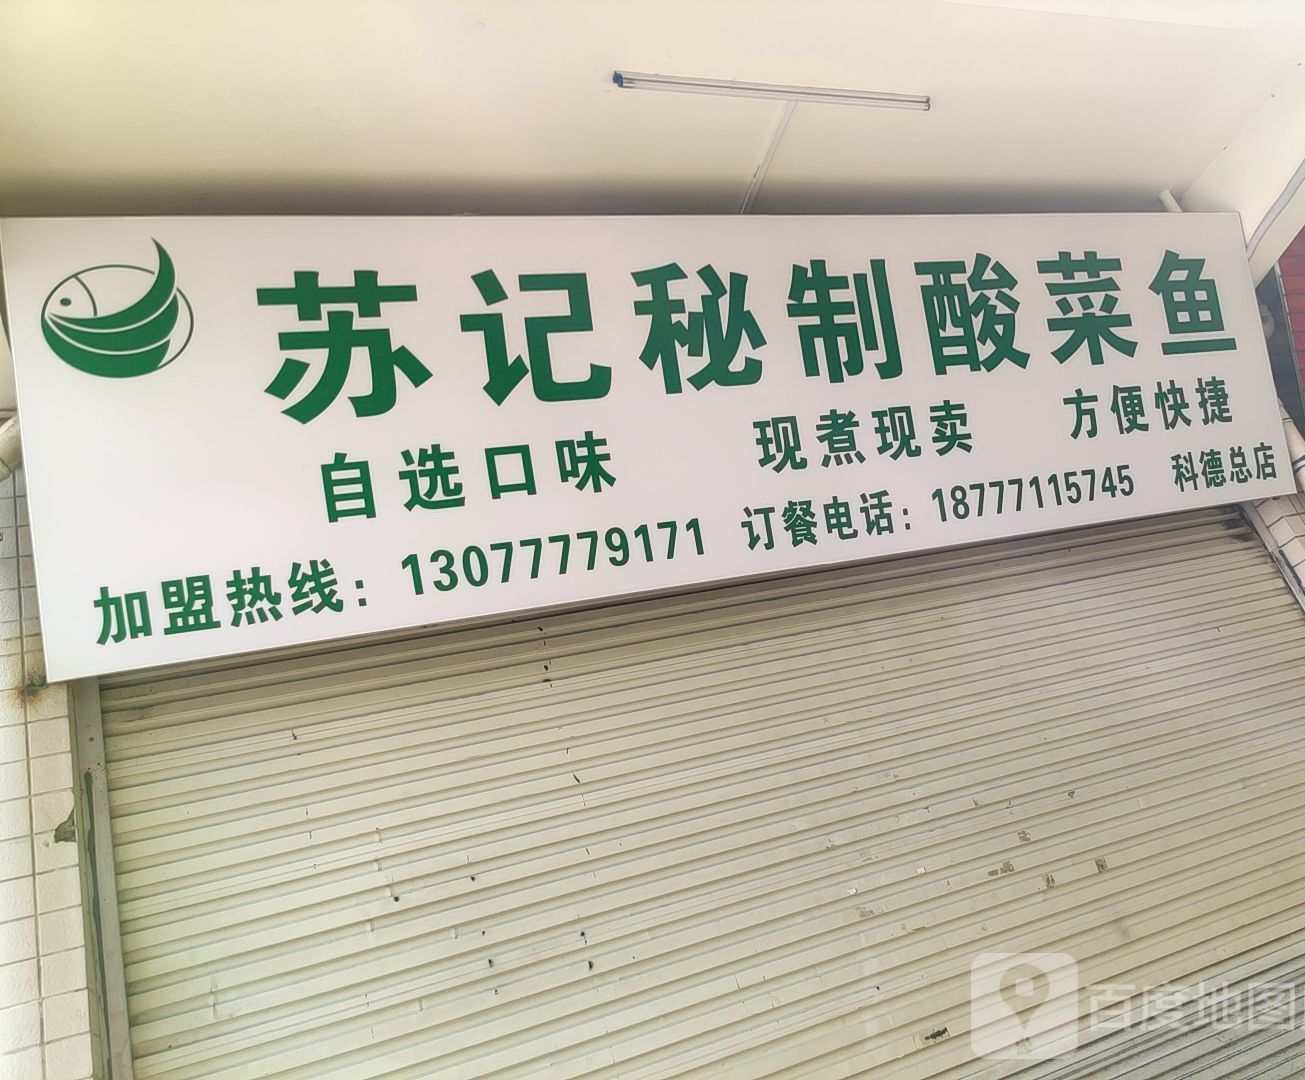 苏记秘制酸菜鱼
自选口味 现煮现卖 方便快捷
加盟热线：13077779171 订餐电话：18777115745 科德总店
百度地图